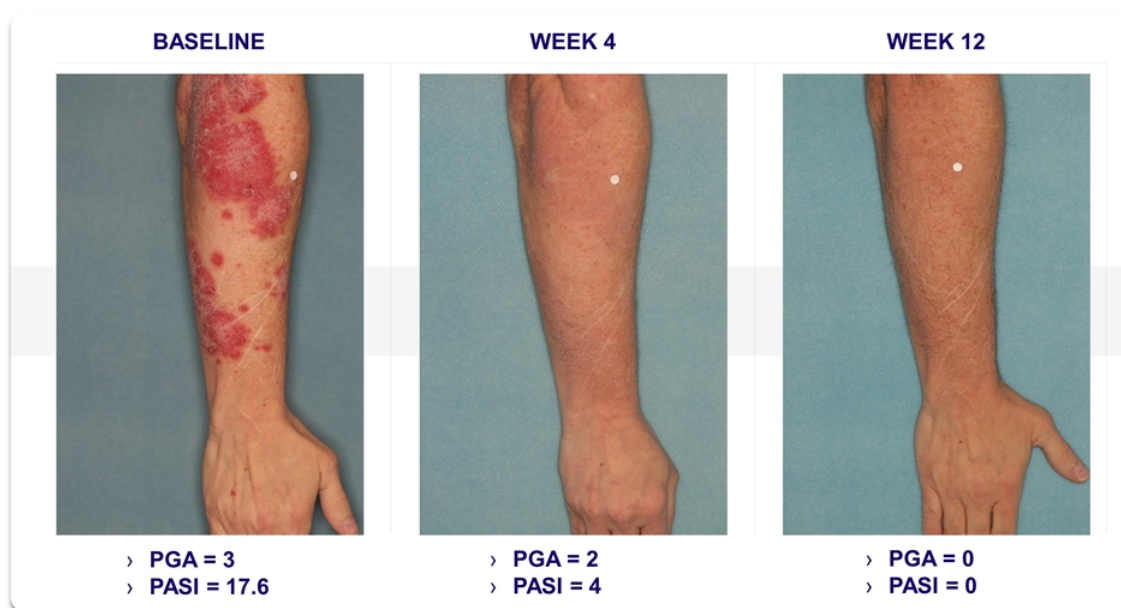 BASELINE
WEEK 4
WEEK 12
› PGA = 3
› PASI = 17.6
› PGA = 2
› PASI = 4
› PGA = 0
› PASI = 0